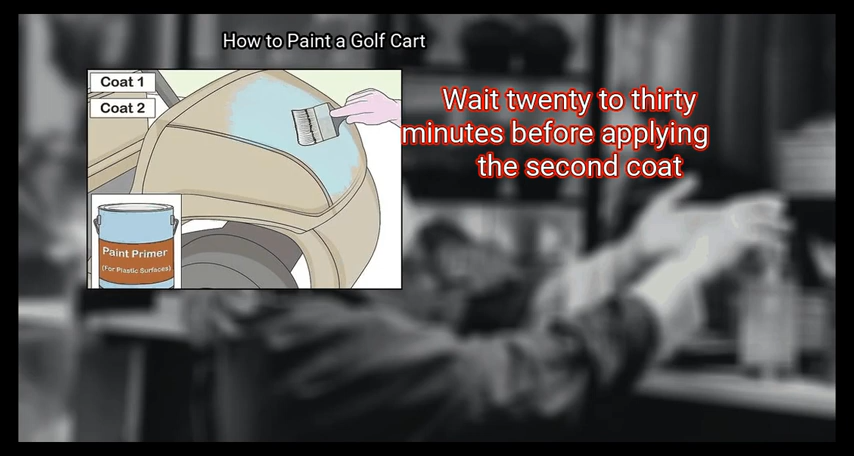 How to Paint a Golf Cart
Coat 1
Coat 2
Wait twenty to thirty
minutes before applying
the second coat
Paint Primer
(For Plastic Surfaces)